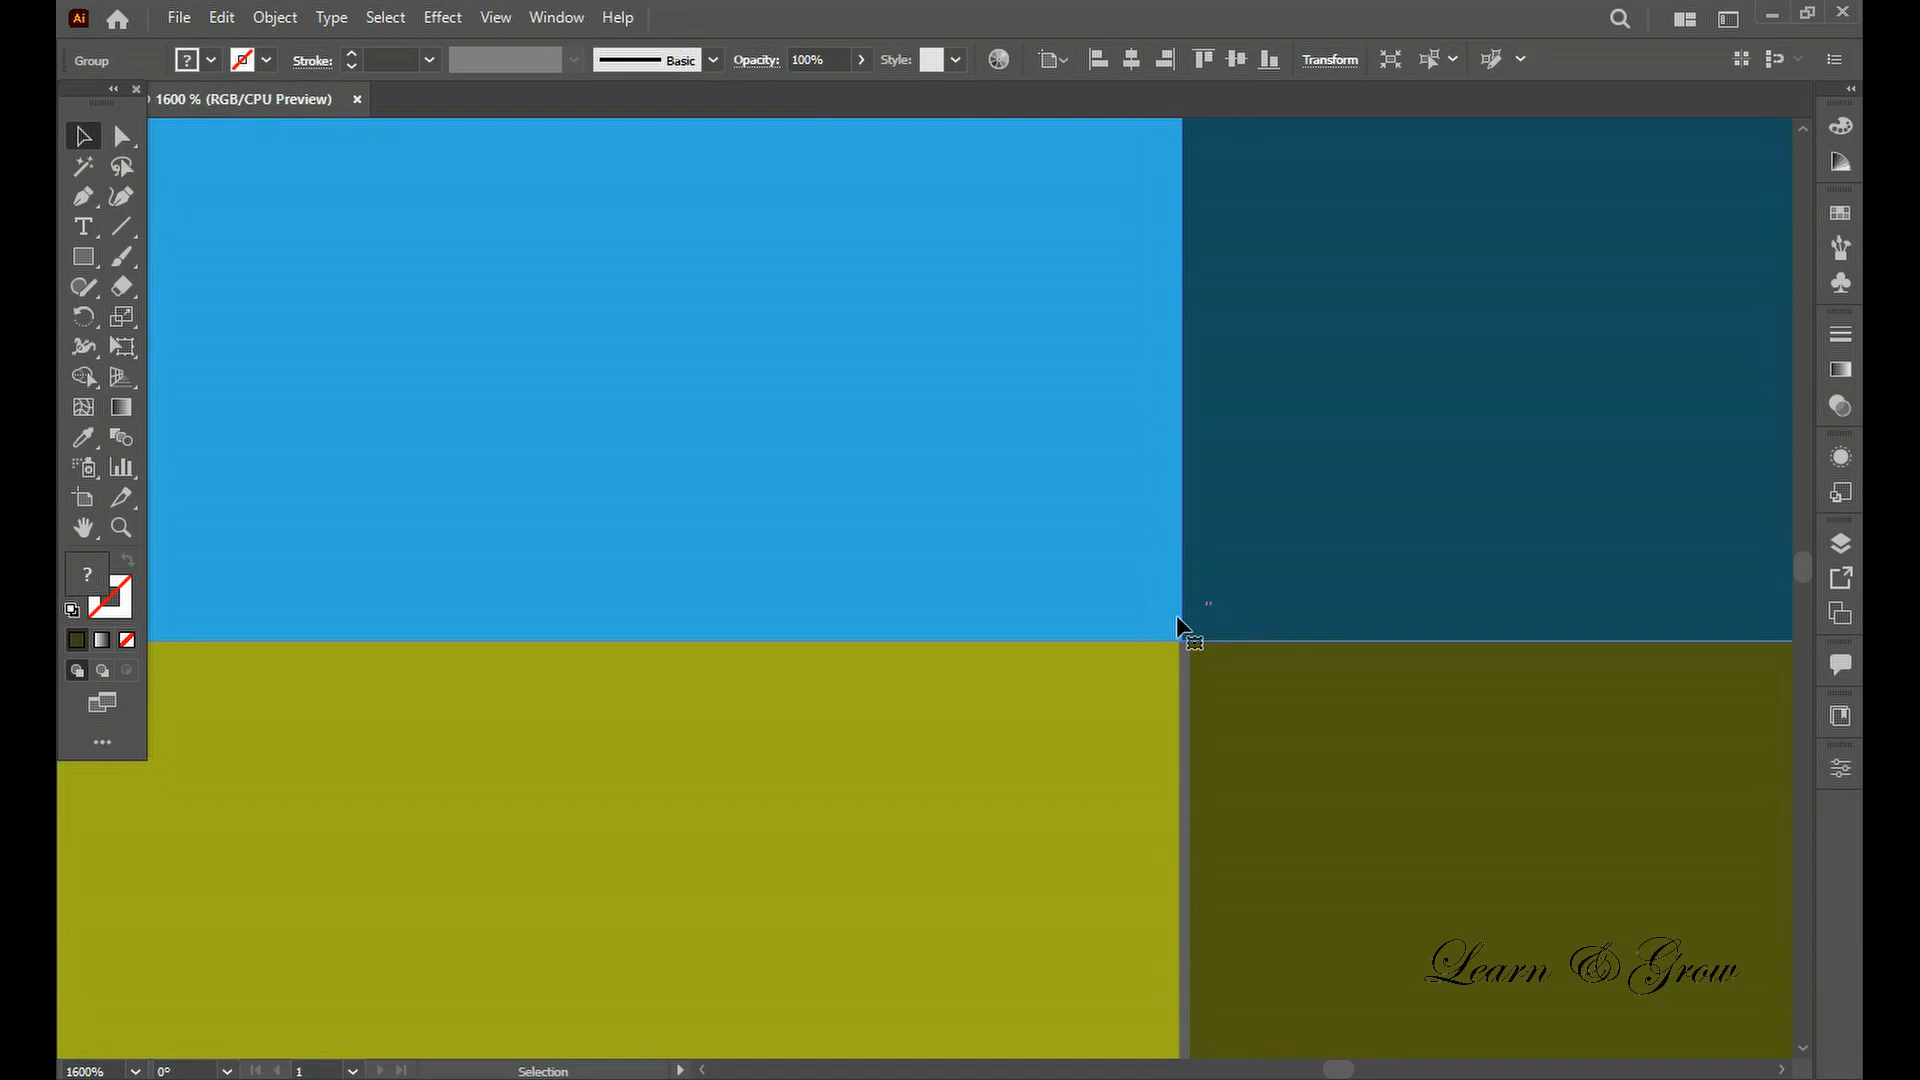 Ai File Edit Object Type Select Effect View Window Help
Group ? Stroke: Basic Opacity: 100% Style: Transform
1600 % (RGB/CPU Preview) ×
T
?
Learn & Grow
1600% 0° 1 Selection